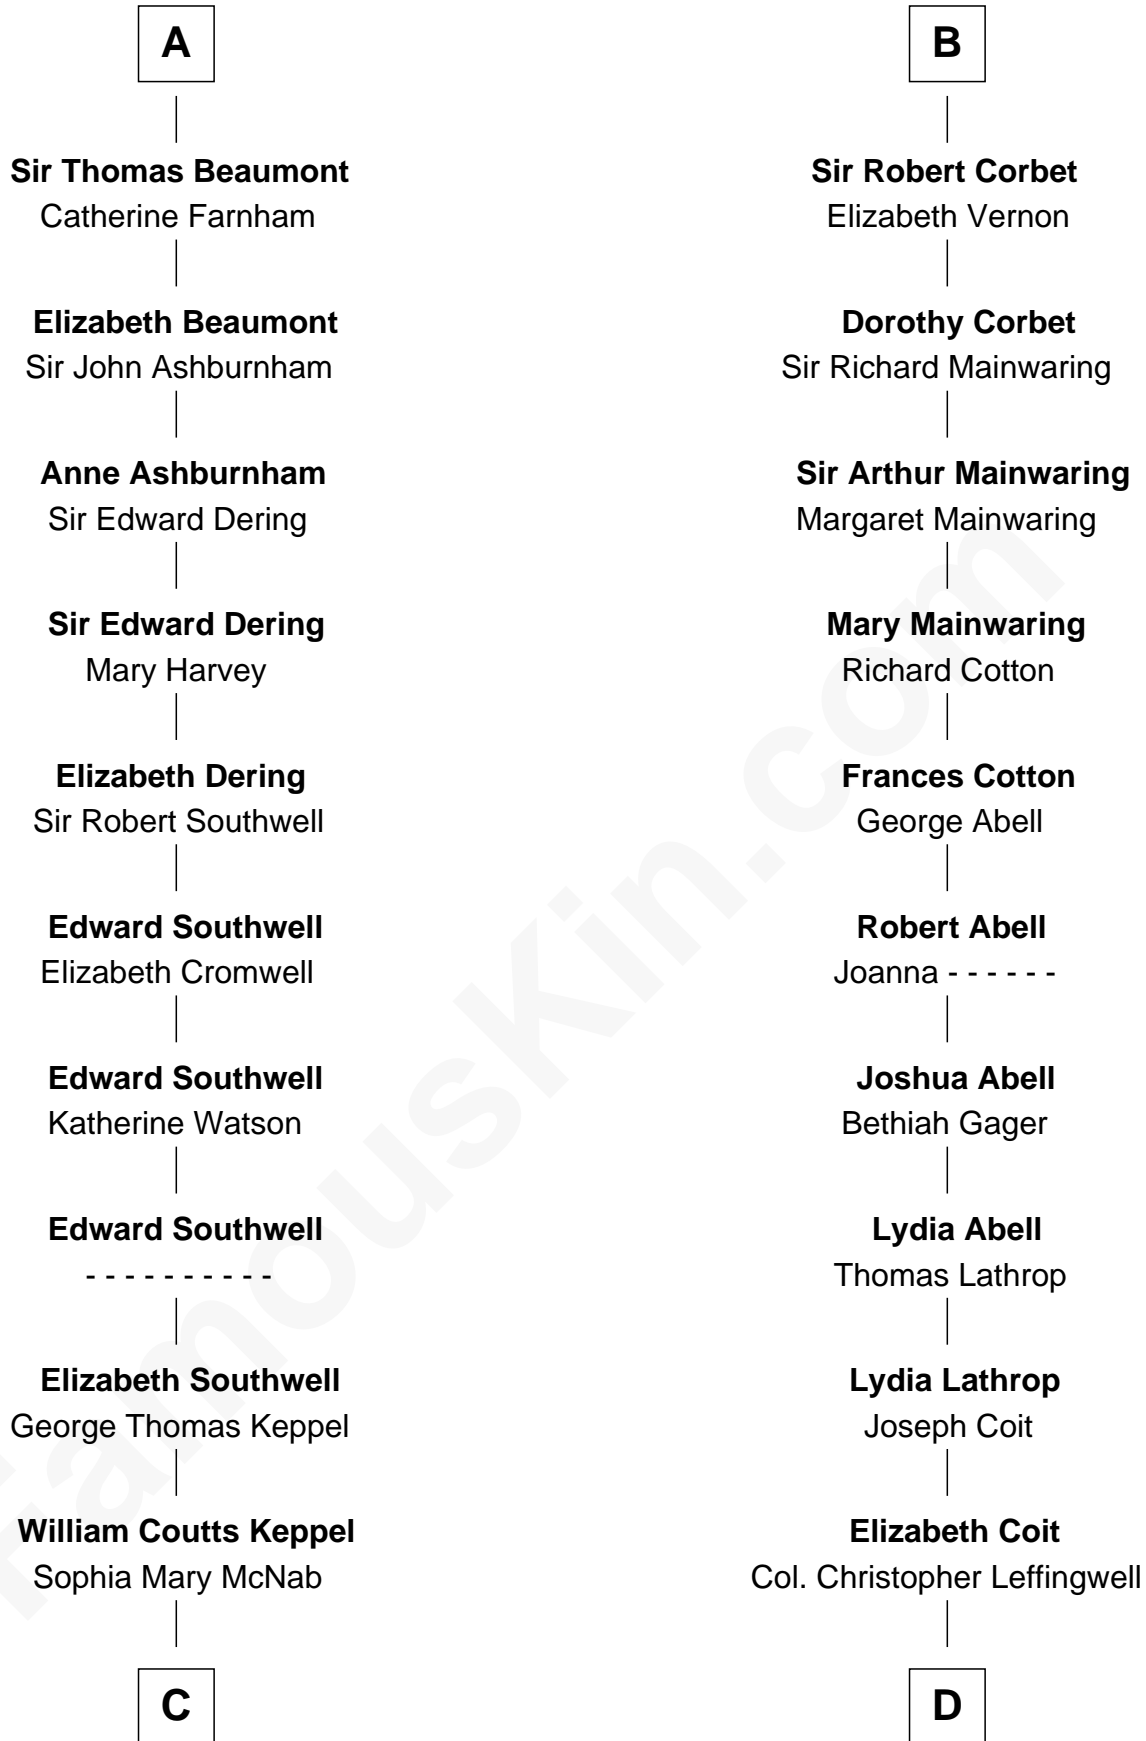 A
Sir Thomas Beaumont
Catherine Farnham
Elizabeth Beaumont
Sir John Ashburnham
Anne Ashburnham
Sir Edward Dering
Sir Edward Dering
Mary Harvey
Elizabeth Dering
Sir Robert Southwell
Edward Southwell
Elizabeth Cromwell
Edward Southwell
Katherine Watson
Edward Southwell
- - - - - - - - - -
Elizabeth Southwell
George Thomas Keppel
William Coutts Keppel
Sophia Mary McNab
C
B
Sir Robert Corbet
Elizabeth Vernon
Dorothy Corbet
Sir Richard Mainwaring
Sir Arthur Mainwaring
Margaret Mainwaring
Mary Mainwaring
Richard Cotton
Frances Cotton
George Abell
Robert Abell
Joanna - - - - - -
Joshua Abell
Bethiah Gager
Lydia Abell
Thomas Lathrop
Lydia Lathrop
Joseph Coit
Elizabeth Coit
Col. Christopher Leffingwell
D
FamousKin.com